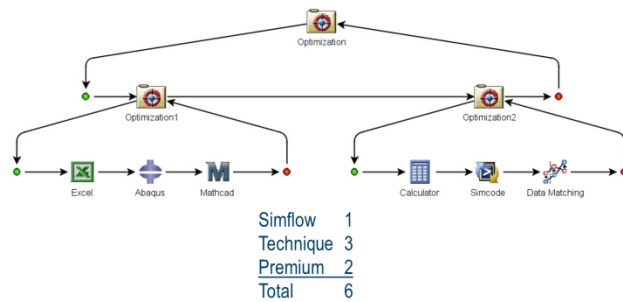 Optimization
Optimization1
Optimization2
Excel
Abaqus
Mathcad
Calculator
Simcode
Data Matching
Simflow 1
Technique 3
Premium 2
Total 6